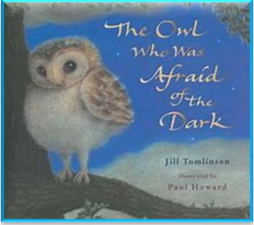 The Owl
Who Was
Afraid
of the
Dark
Jill Tomlinson
illustrated by
Paul Howard